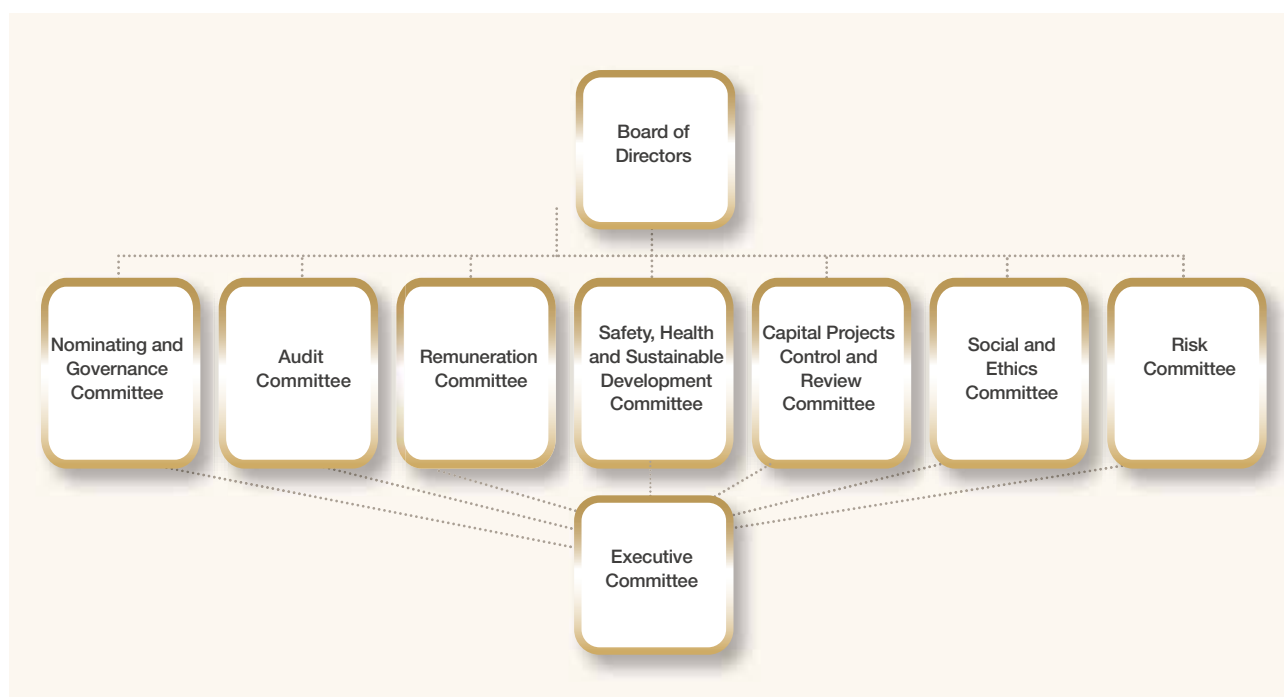 Board of
Directors
Nominating and
Governance
Committee
Audit
Committee
Remuneration
Committee
Safety, Health
and Sustainable
Development
Committee
Capital Projects
Control and
Review
Committee
Social and
Ethics
Committee
Risk
Committee
Executive
Committee